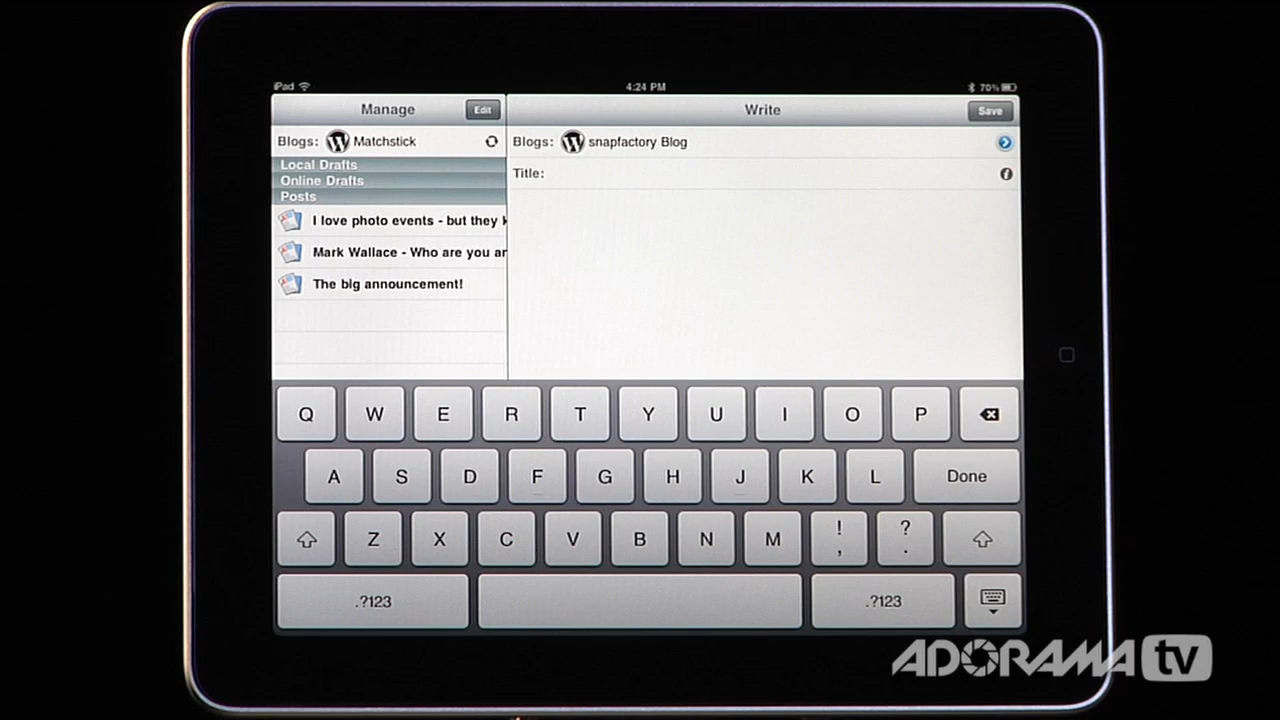 iPad 4:24 PM 70%
Manage Edit Write Save
Blogs: Matchstick Blogs: snapfactory Blog
Local Drafts Title:
Online Drafts
Posts
I love photo events - but they k
Mark Wallace - Who are you ar
The big announcement!
Q W E R T Y U I O P
A S D F G H J K L Done
Z X C V B N M ! , ? .
.?123 .?123
ADORAMA tv